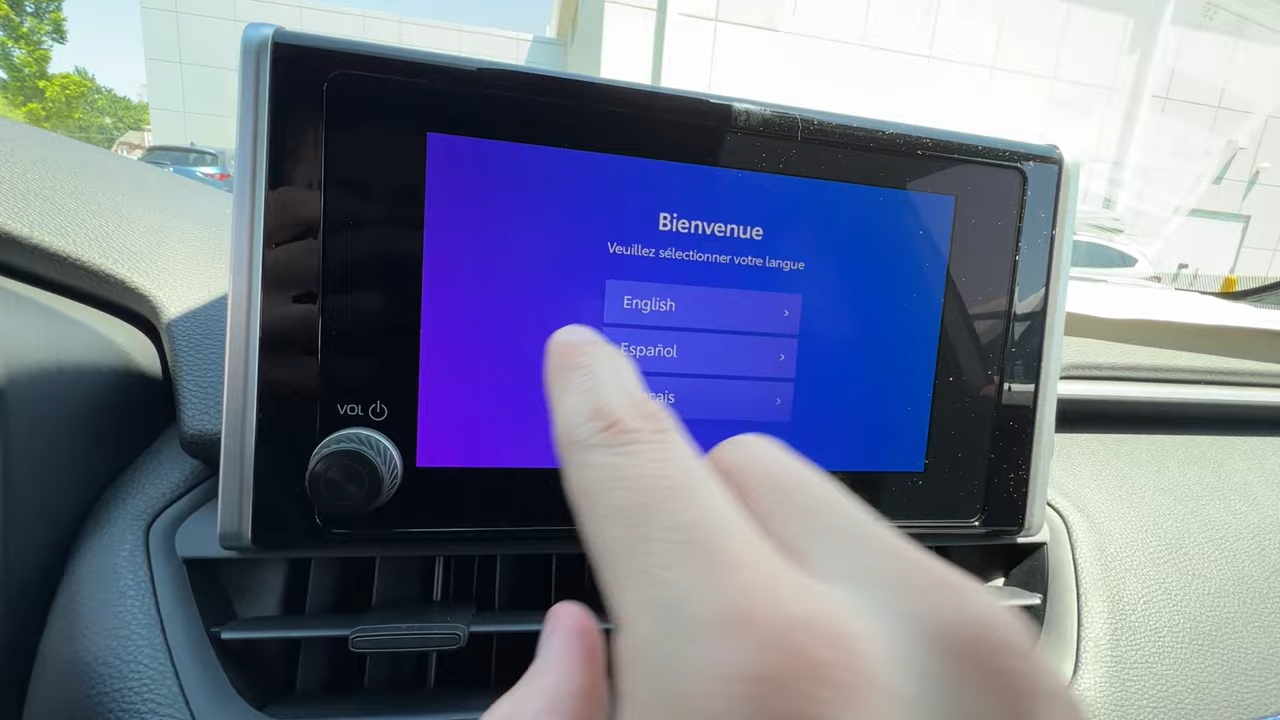 Bienvenue
Veuillez sélectionner votre langue
English
Español
VOL